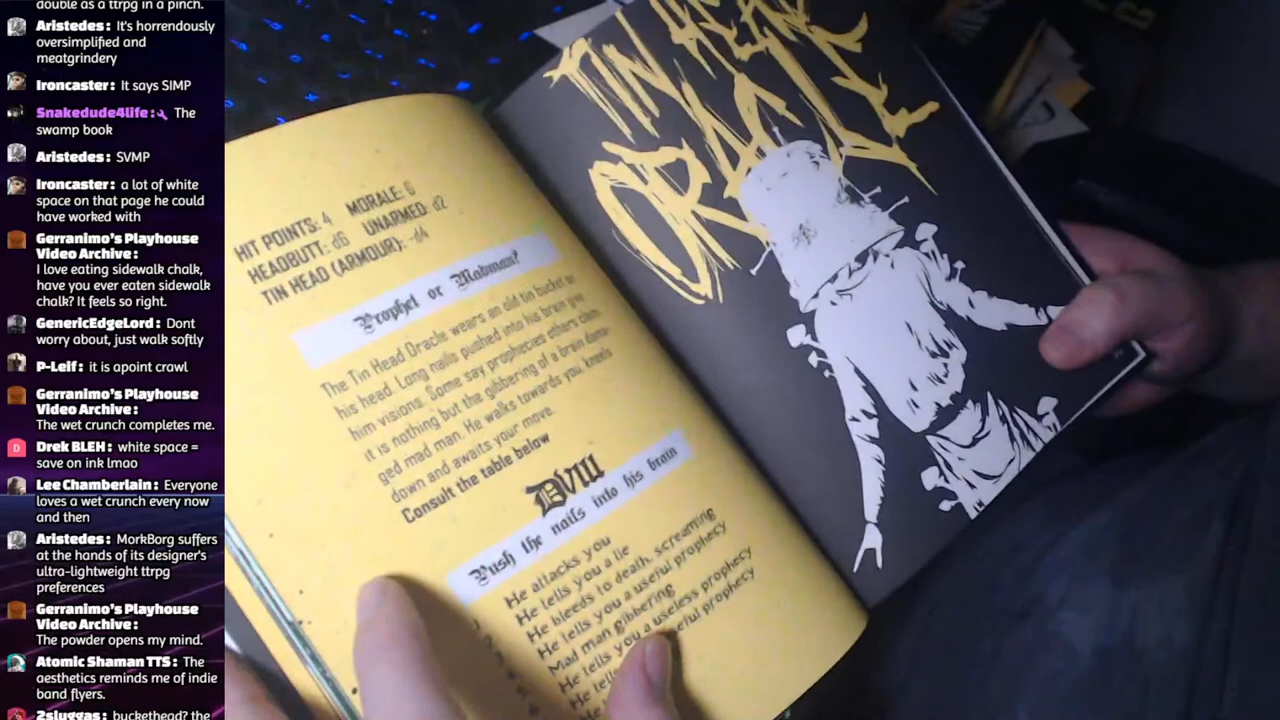 double as a ttrpg in a pinch.
Aristedes: It's horrendously
oversimplified and
meatgrindery
Ironcaster: It says SIMP
Snakedude4life: The
swamp book
Aristedes: SVMP
Ironcaster: a lot of white
space on that page he could
have worked with
Gerranimo's Playhouse
Video Archive:
I love eating sidewalk chalk,
have you ever eaten sidewalk
chalk? It feels so right.
GenericEdgeLord: Dont
worry about, just walk softly
P-Leif: it is apoint crawl
Gerranimo's Playhouse
Video Archive:
The wet crunch completes me.
D
Drek BLEH: white space =
save on ink lmao
Lee Chamberlain: Everyone
loves a wet crunch every now
and then
Aristedes: MorkBorg suffers
at the hands of its designer's
ultra-lightweight ttrpg
preferences
Gerranimo's Playhouse
Video Archive:
The powder opens my mind.
Atomic Shaman TTS: The
aesthetics reminds me of indie
band flyers.
2sluggas: buckethead? the
HIT POINTS: 4 MORALE: 6
HEADBUTT: d6 UNARMED: d2
TIN HEAD (ARMOUR): -d4
Prophet or Madman?
The Tin Head Oracle wears an old tin bucket on
his head. Long nails pushed into his brain give
him visions. Some say prophecies others claim
it is nothing but the gibbering of a brain dama-
ged mad man. He walks towards you kneels
down and awaits your move.
Consult the table below
DVIII
Push the nails into his brain
He attacks you
He tells you a lie
He bleeds to death, screaming
He tells you a useful prophecy
Mad man gibbering
He tells you a useless prophecy
He tells eful prophecy
He
TIN HEAD
ORACLE